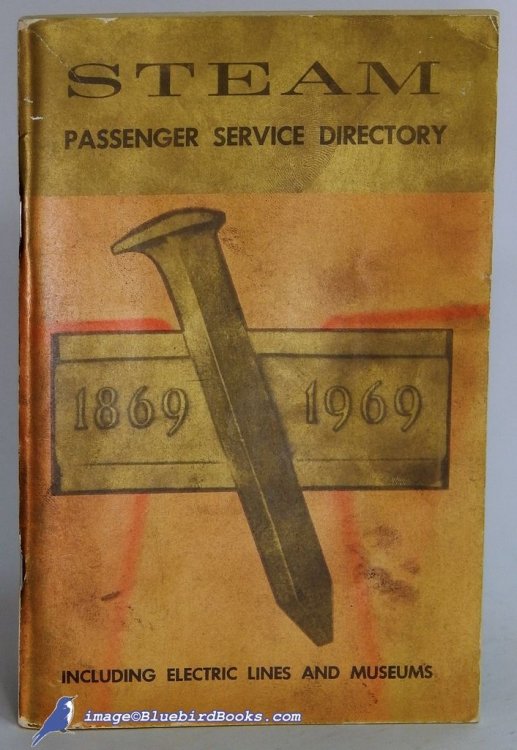 STEAM
PASSENGER SERVICE DIRECTORY
1869 1969
INCLUDING ELECTRIC LINES AND MUSEUMS
image©BluebirdBooks.com